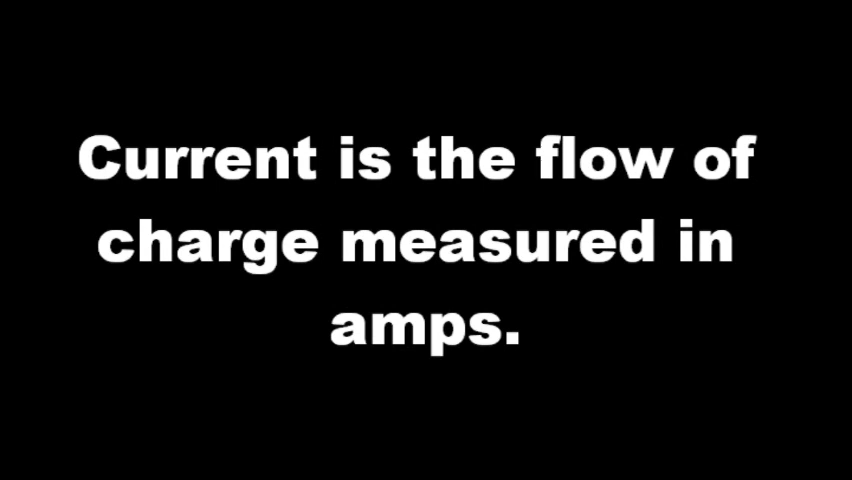 Current is the flow of
charge measured in
amps.